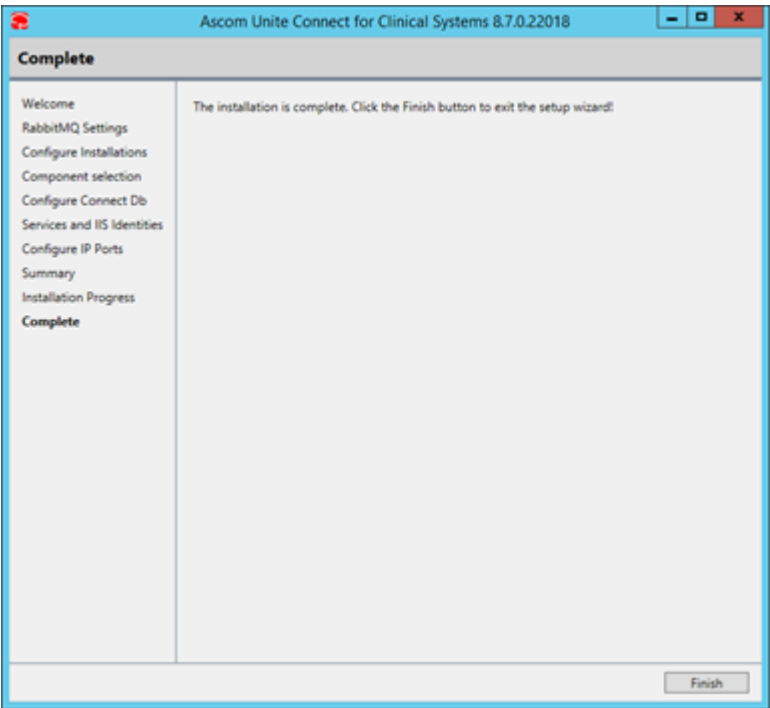 Ascom Unite Connect for Clinical Systems 8.7.0.22018
Complete
Welcome
RabbitMQ Settings
Configure Installations
Component selection
Configure Connect Db
Services and IIS Identities
Configure IP Ports
Summary
Installation Progress
Complete
The installation is complete. Click the Finish button to exit the setup wizard!
Finish